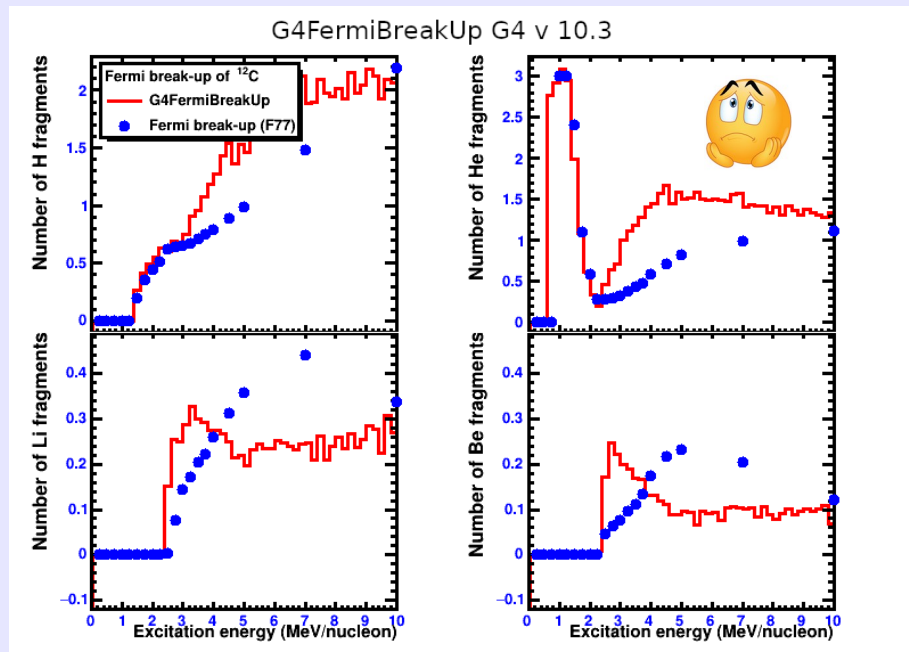 G4FermiBreakUp G4 v 10.3
Number of H fragments
2
1.5
1
0.5
0
Fermi break-up of ¹²C
G4FermiBreakUp
Fermi break-up (F77)
Number of He fragments
3
2.5
2
1.5
1
0.5
0
Number of Li fragments
0.4
0.3
0.2
0.1
0
−0.1
0 1 2 3 4 5 6 7 8 9 10
Excitation energy (MeV/nucleon)
Number of Be fragments
0.4
0.3
0.2
0.1
0
−0.1
0 1 2 3 4 5 6 7 8 9 10
Excitation energy (MeV/nucleon)